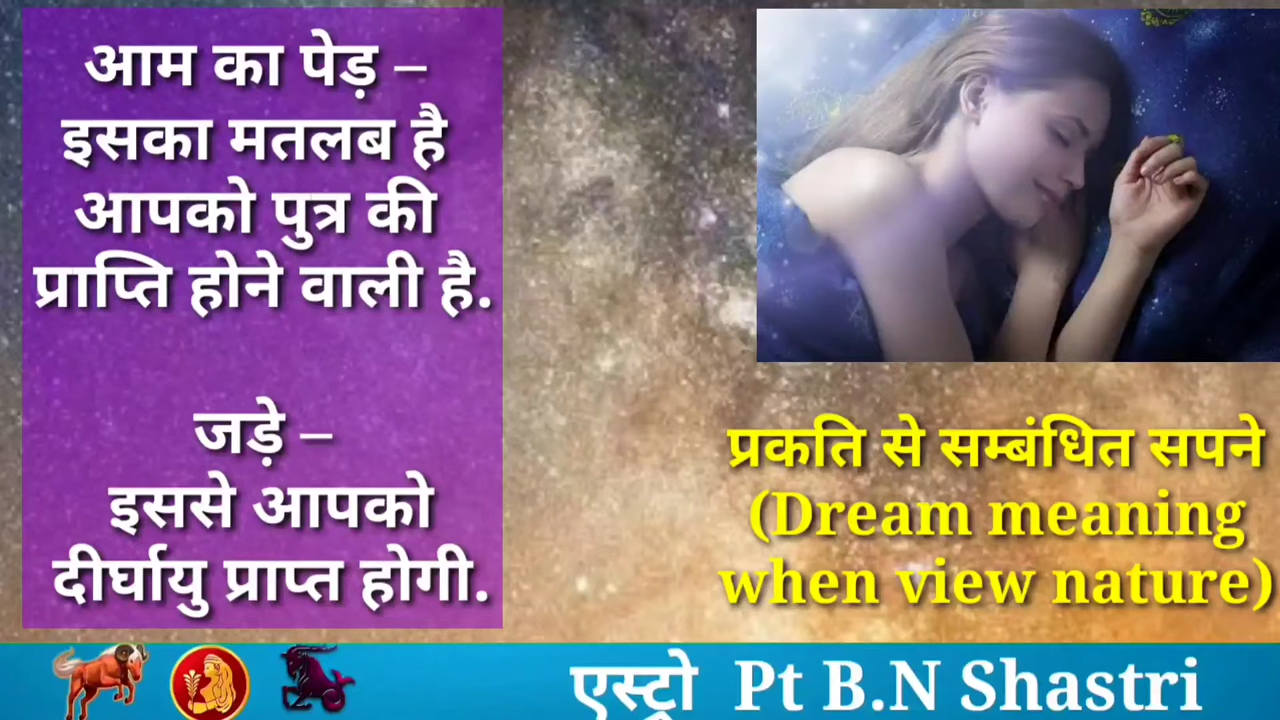 आम का पेड़ –
इसका मतलब है
आपको पुत्र की
प्राप्ति होने वाली है.
जड़े –
इससे आपको
दीर्घायु प्राप्त होगी.
प्रकति से सम्बंधित सपने
(Dream meaning
when view nature)
एस्ट्रो Pt B.N Shastri